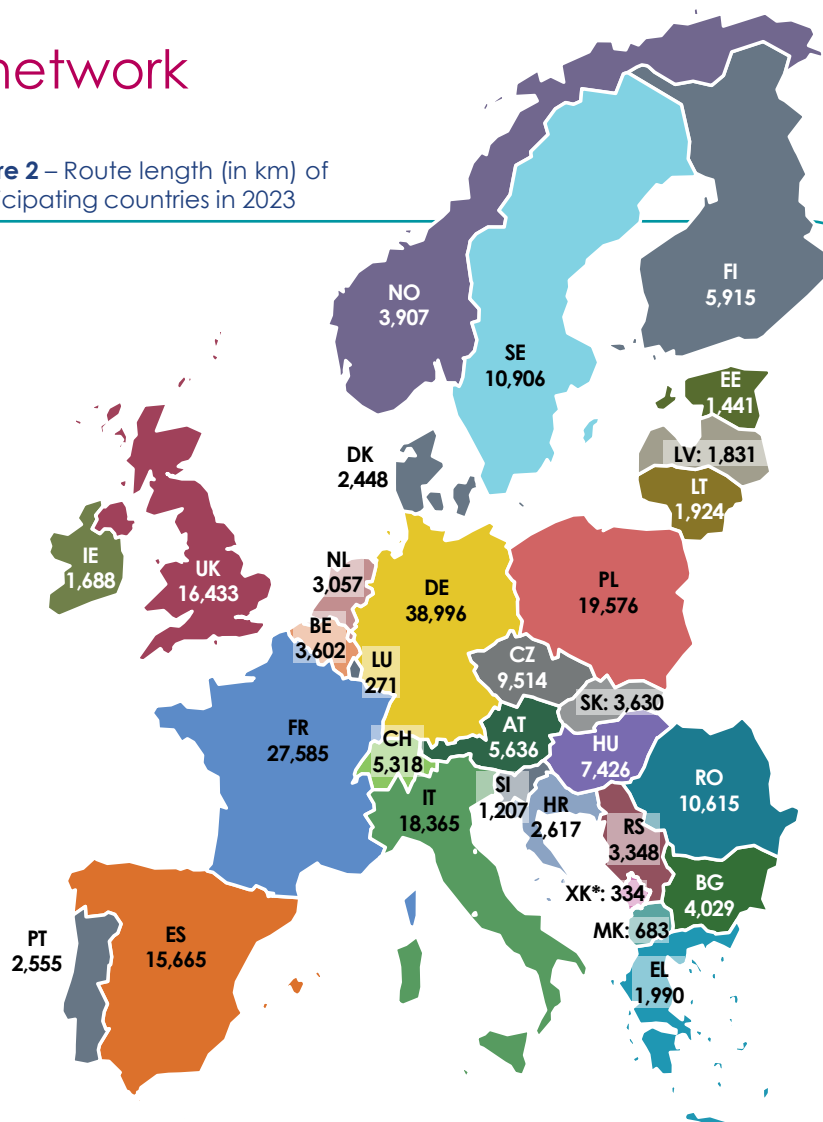 network
re 2 – Route length (in km) of
icipating countries in 2023
NO
3,907
FI
5,915
SE
10,906
EE
1,441
DK
2,448
LV: 1,831
LT
1,924
IE
1,688
UK
16,433
NL
3,057
DE
38,996
PL
19,576
BE
3,602
LU
271
CZ
9,514
SK: 3,630
FR
27,585
CH
5,318
AT
5,636
HU
7,426
RO
10,615
IT
18,365
SI
1,207
HR
2,617
RS
3,348
XK*: 334
BG
4,029
MK: 683
EL
1,990
PT
2,555
ES
15,665